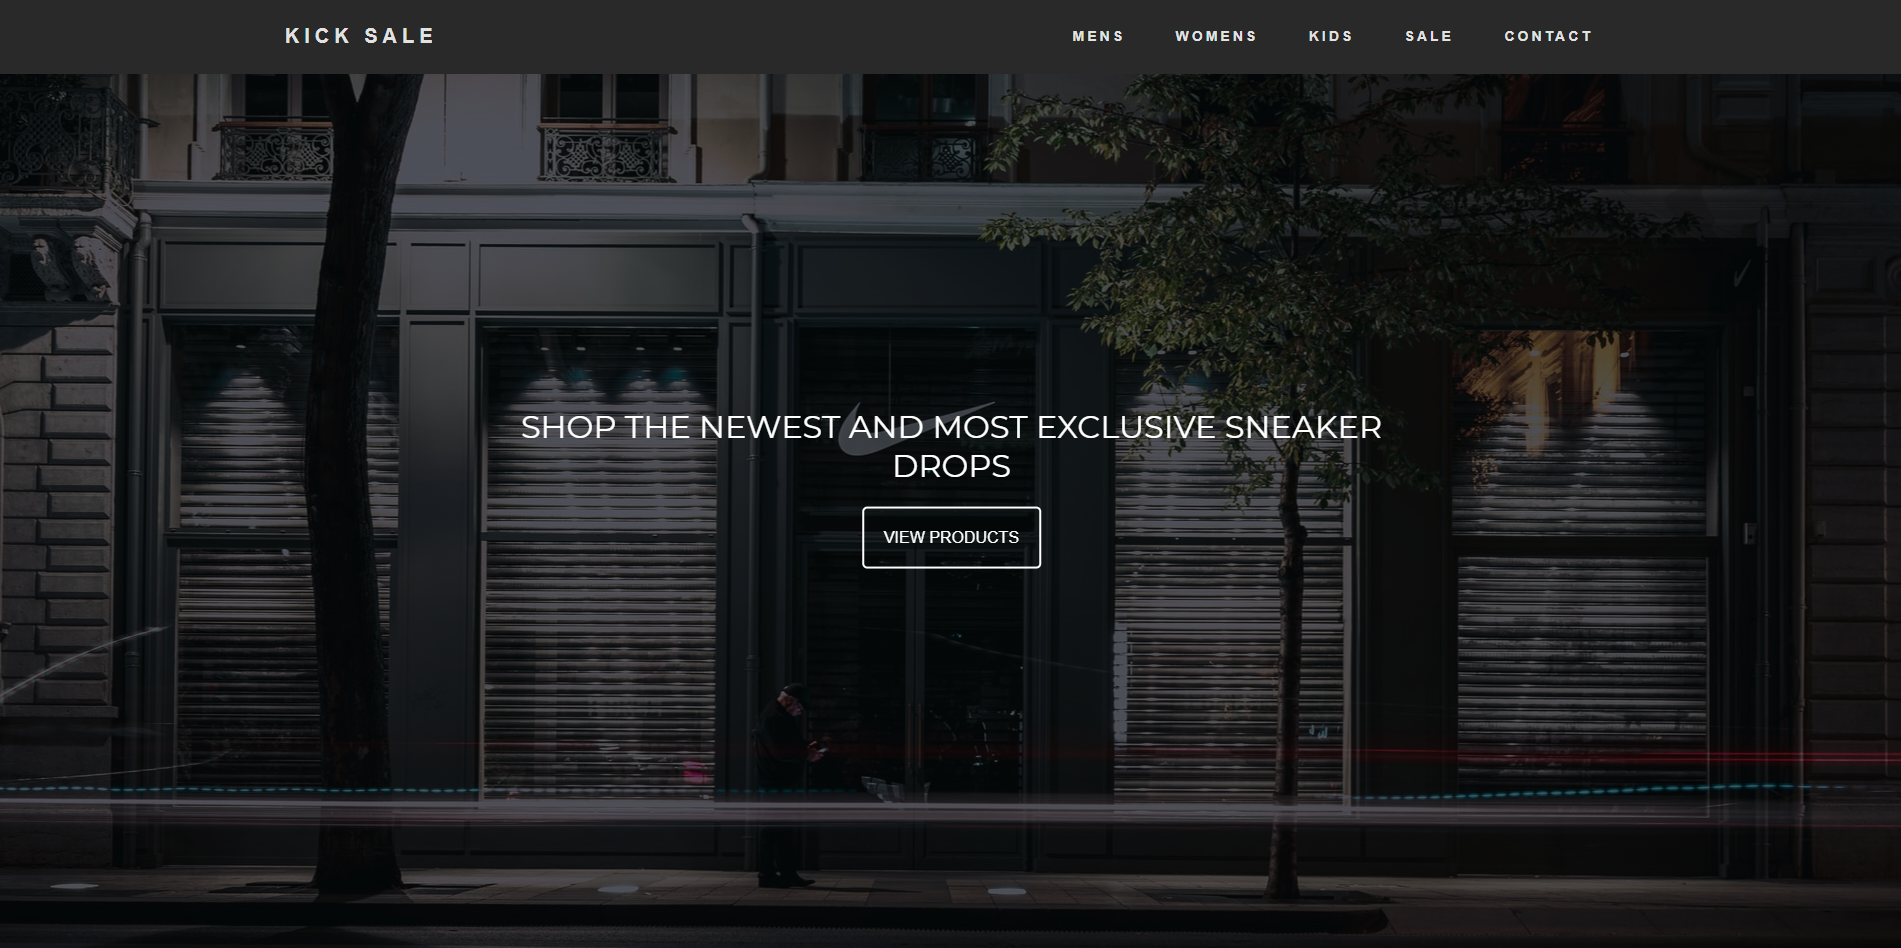 KICK SALE
MENS WOMENS KIDS SALE CONTACT
SHOP THE NEWEST AND MOST EXCLUSIVE SNEAKER
DROPS
VIEW PRODUCTS